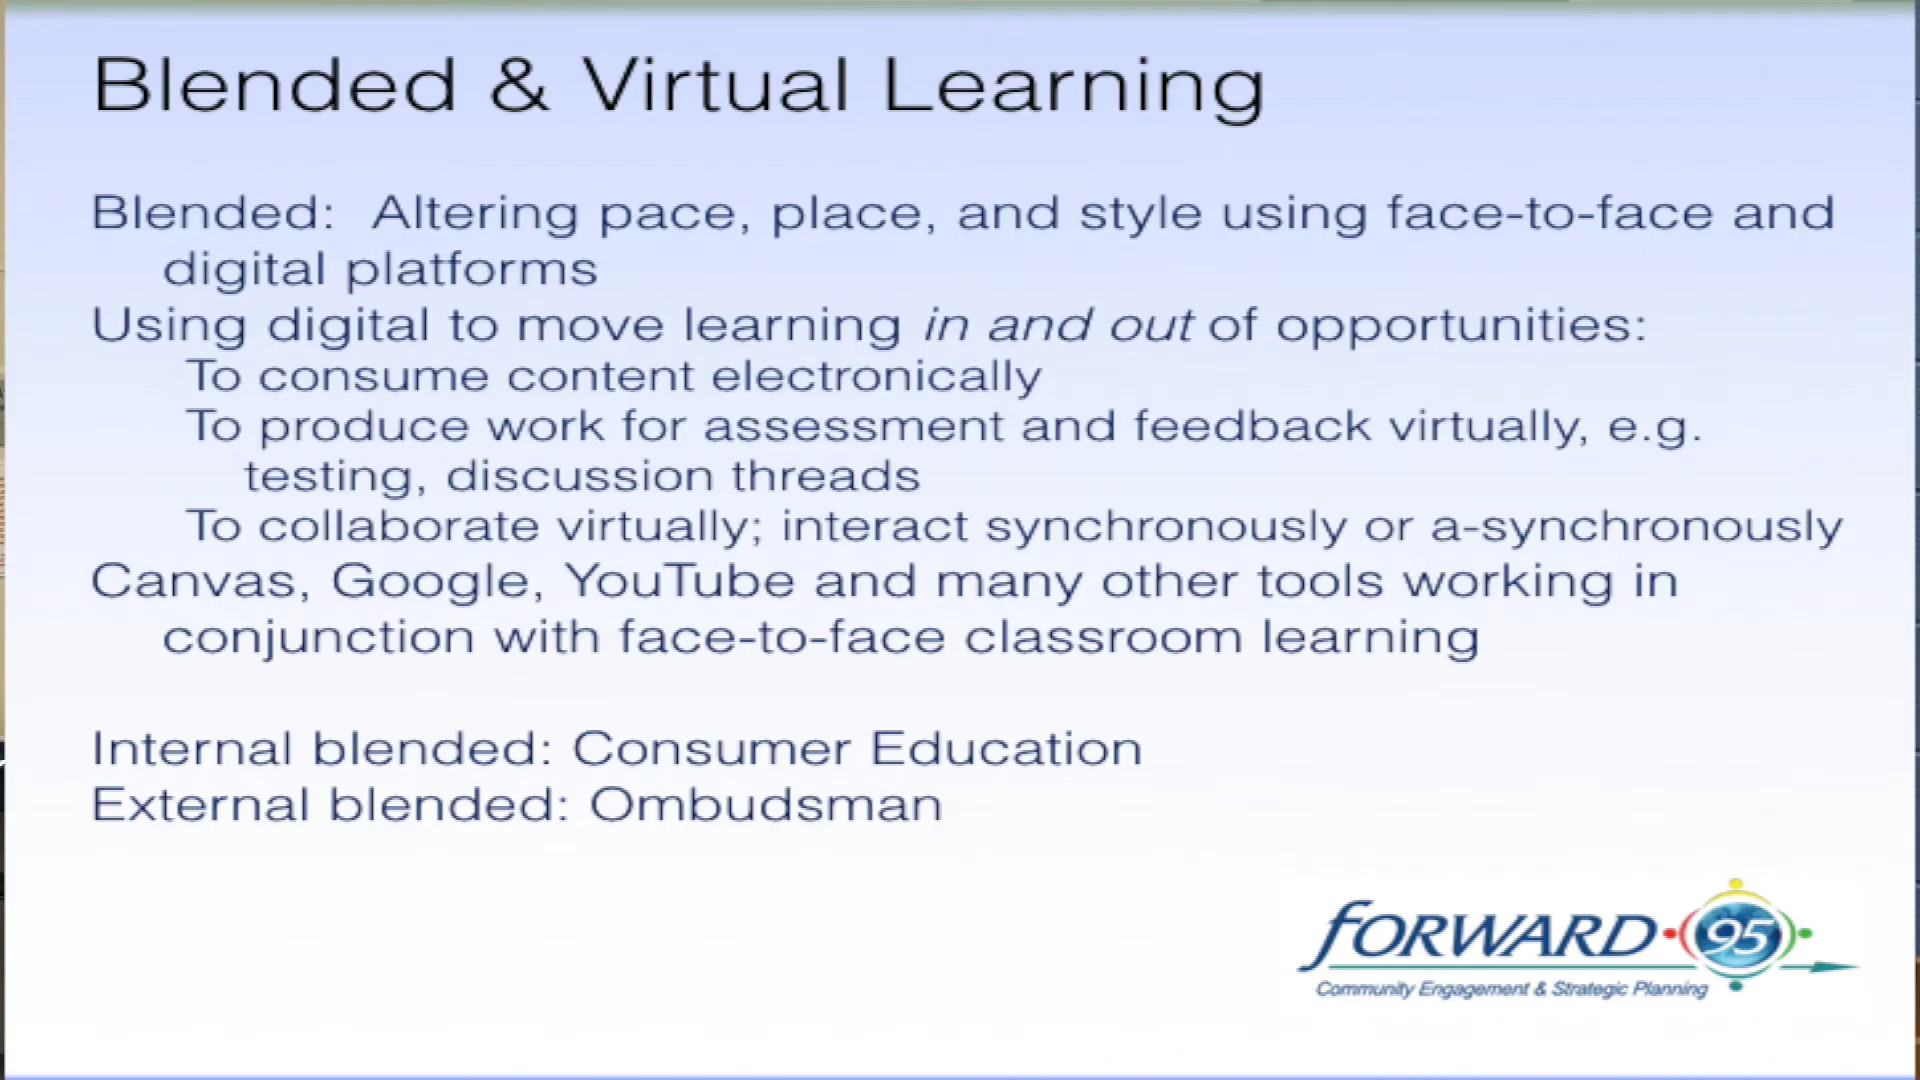 Blended & Virtual Learning
Blended: Altering pace, place, and style using face-to-face and
digital platforms
Using digital to move learning in and out of opportunities:
To consume content electronically
To produce work for assessment and feedback virtually, e.g.
testing, discussion threads
To collaborate virtually; interact synchronously or a-synchronously
Canvas, Google, YouTube and many other tools working in
conjunction with face-to-face classroom learning
Internal blended: Consumer Education
External blended: Ombudsman
FORWARD 95
Community Engagement & Strategic Planning